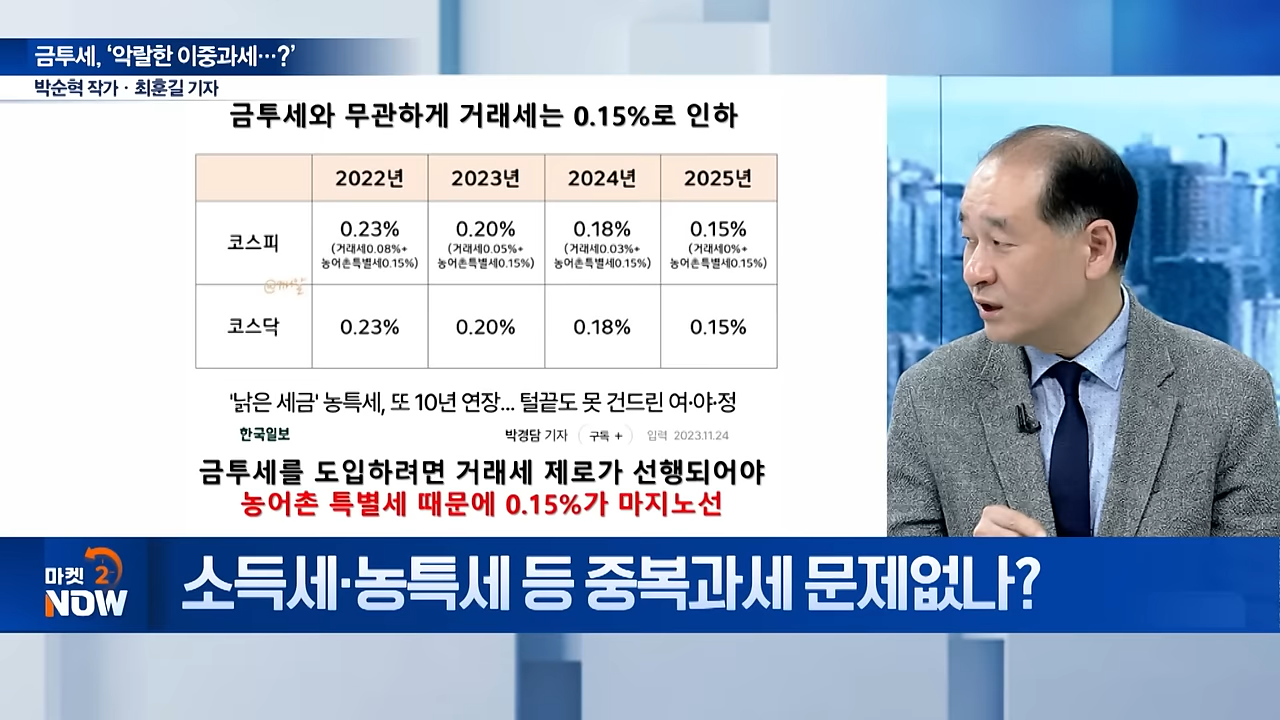 금투세, ‘악랄한 이중과세…?’
박순혁 작가 · 최훈길 기자
금투세와 무관하게 거래세는 0.15%로 인하
2022년 2023년 2024년 2025년
코스피 0.23% 0.20% 0.18% 0.15%
(거래세0.08%+ (거래세0.05%+ (거래세0.03%+ (거래세0%+
농어촌특별세0.15%) 농어촌특별세0.15%) 농어촌특별세0.15%) 농어촌특별세0.15%)
코스닥 0.23% 0.20% 0.18% 0.15%
'낡은 세금' 농특세, 또 10년 연장... 털끝도 못 건드린 여·야·정
한국일보 박경담 기자 구독 + 입력 2023.11.24
금투세를 도입하려면 거래세 제로가 선행되어야
농어촌 특별세 때문에 0.15%가 마지노선
마켓 2 NOW
소득세·농특세 등 중복과세 문제없나?